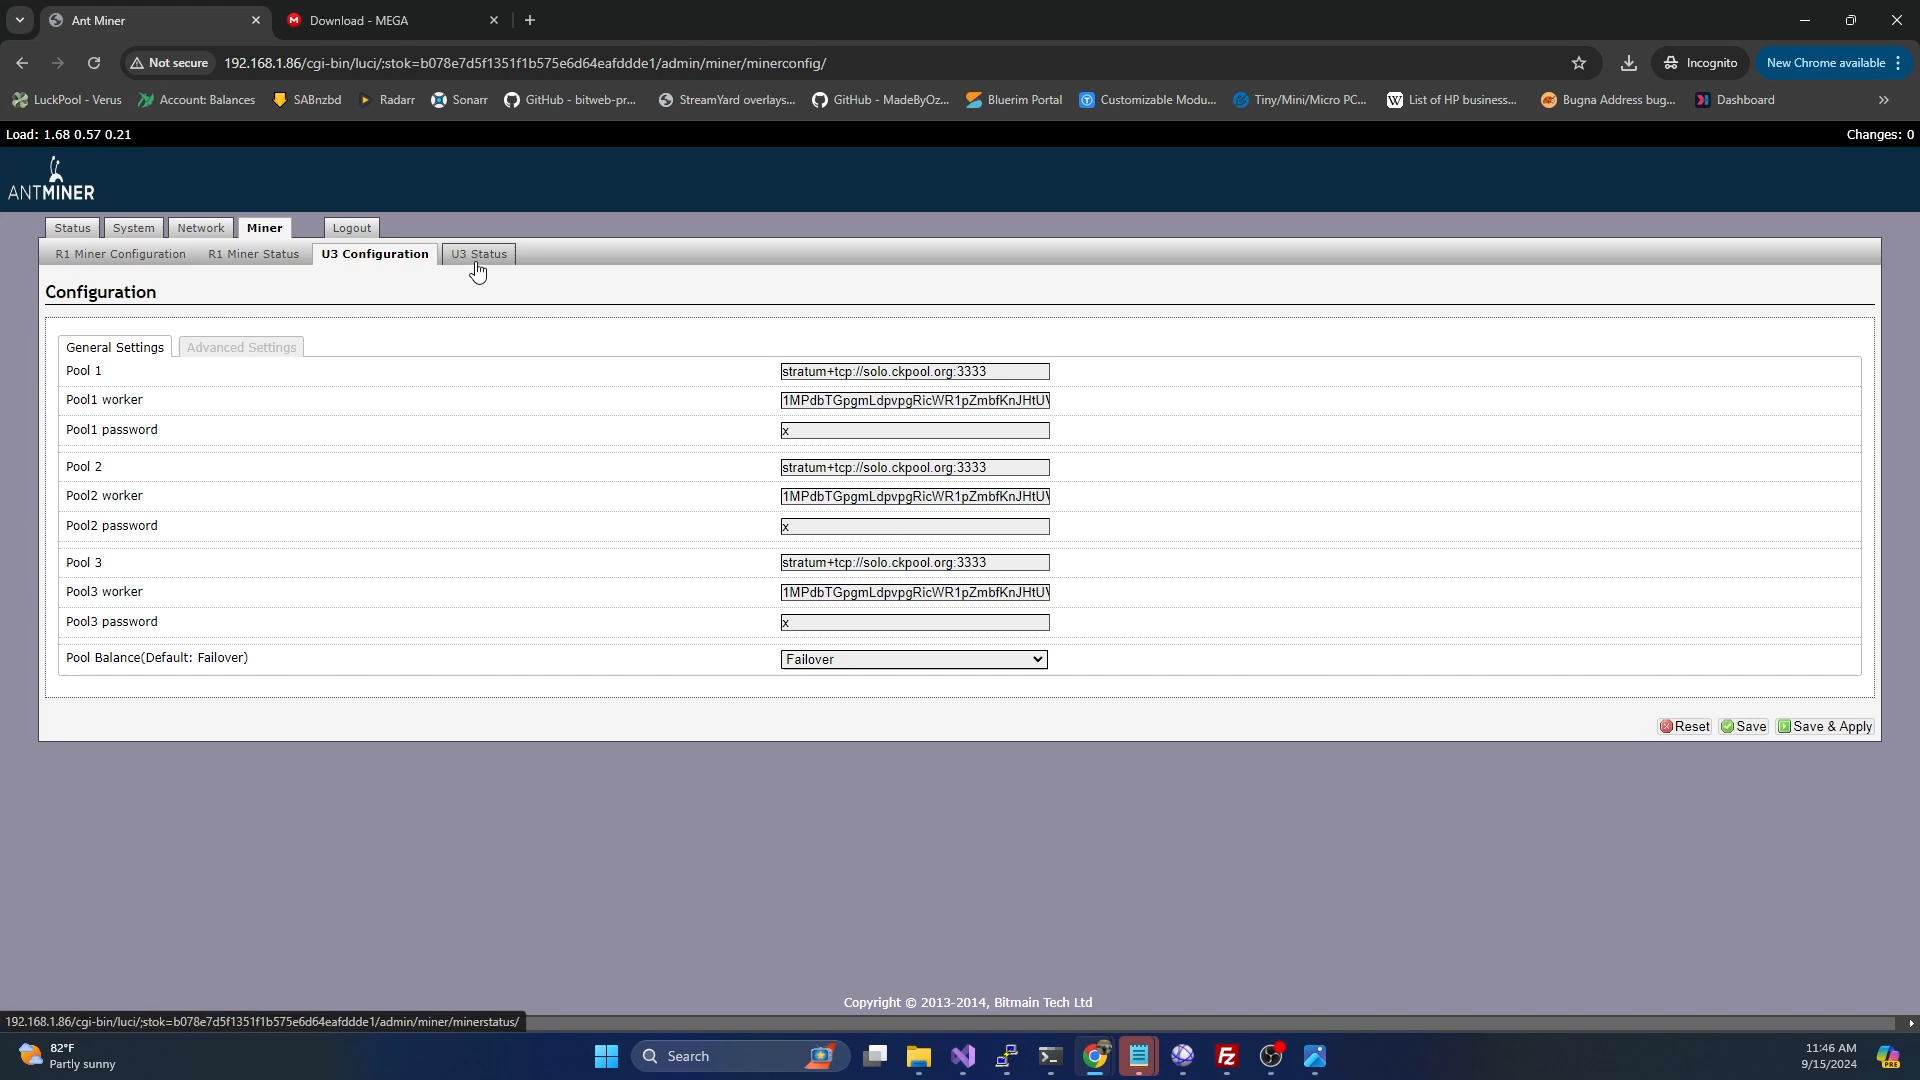 Ant Miner
Download - MEGA
Not secure
192.168.1.86/cgi-bin/luci/;stok=b078e7d5f1351f1b575e6d64eafddde1/admin/miner/minerconfig/
Incognito
New Chrome available
LuckPool - Verus
Account: Balances
SABnzbd
Radarr
Sonarr
GitHub - bitweb-pr...
StreamYard overlays...
GitHub - MadeByOz...
Bluerim Portal
Customizable Modu...
Tiny/Mini/Micro PC...
List of HP business...
Bugna Address bug...
Dashboard
Load: 1.68 0.57 0.21
Changes: 0
ANTMINER
Status
System
Network
Miner
Logout
R1 Miner Configuration
R1 Miner Status
U3 Configuration
U3 Status
Configuration
General Settings
Advanced Settings
Pool 1
stratum+tcp://solo.ckpool.org:3333
Pool1 worker
1MPdbTGpgmLdpvpgRicWR1pZmbfKnJHtU
Pool1 password
x
Pool 2
stratum+tcp://solo.ckpool.org:3333
Pool2 worker
1MPdbTGpgmLdpvpgRicWR1pZmbfKnJHtU
Pool2 password
x
Pool 3
stratum+tcp://solo.ckpool.org:3333
Pool3 worker
1MPdbTGpgmLdpvpgRicWR1pZmbfKnJHtU
Pool3 password
x
Pool Balance(Default: Failover)
Failover
Reset
Save
Save & Apply
Copyright © 2013-2014, Bitmain Tech Ltd
192.168.1.86/cgi-bin/luci/;stok=b078e7d5f1351f1b575e6d64eafddde1/admin/miner/minerstatus/
82°F
Partly sunny
Search
11:46 AM
9/15/2024
PRE